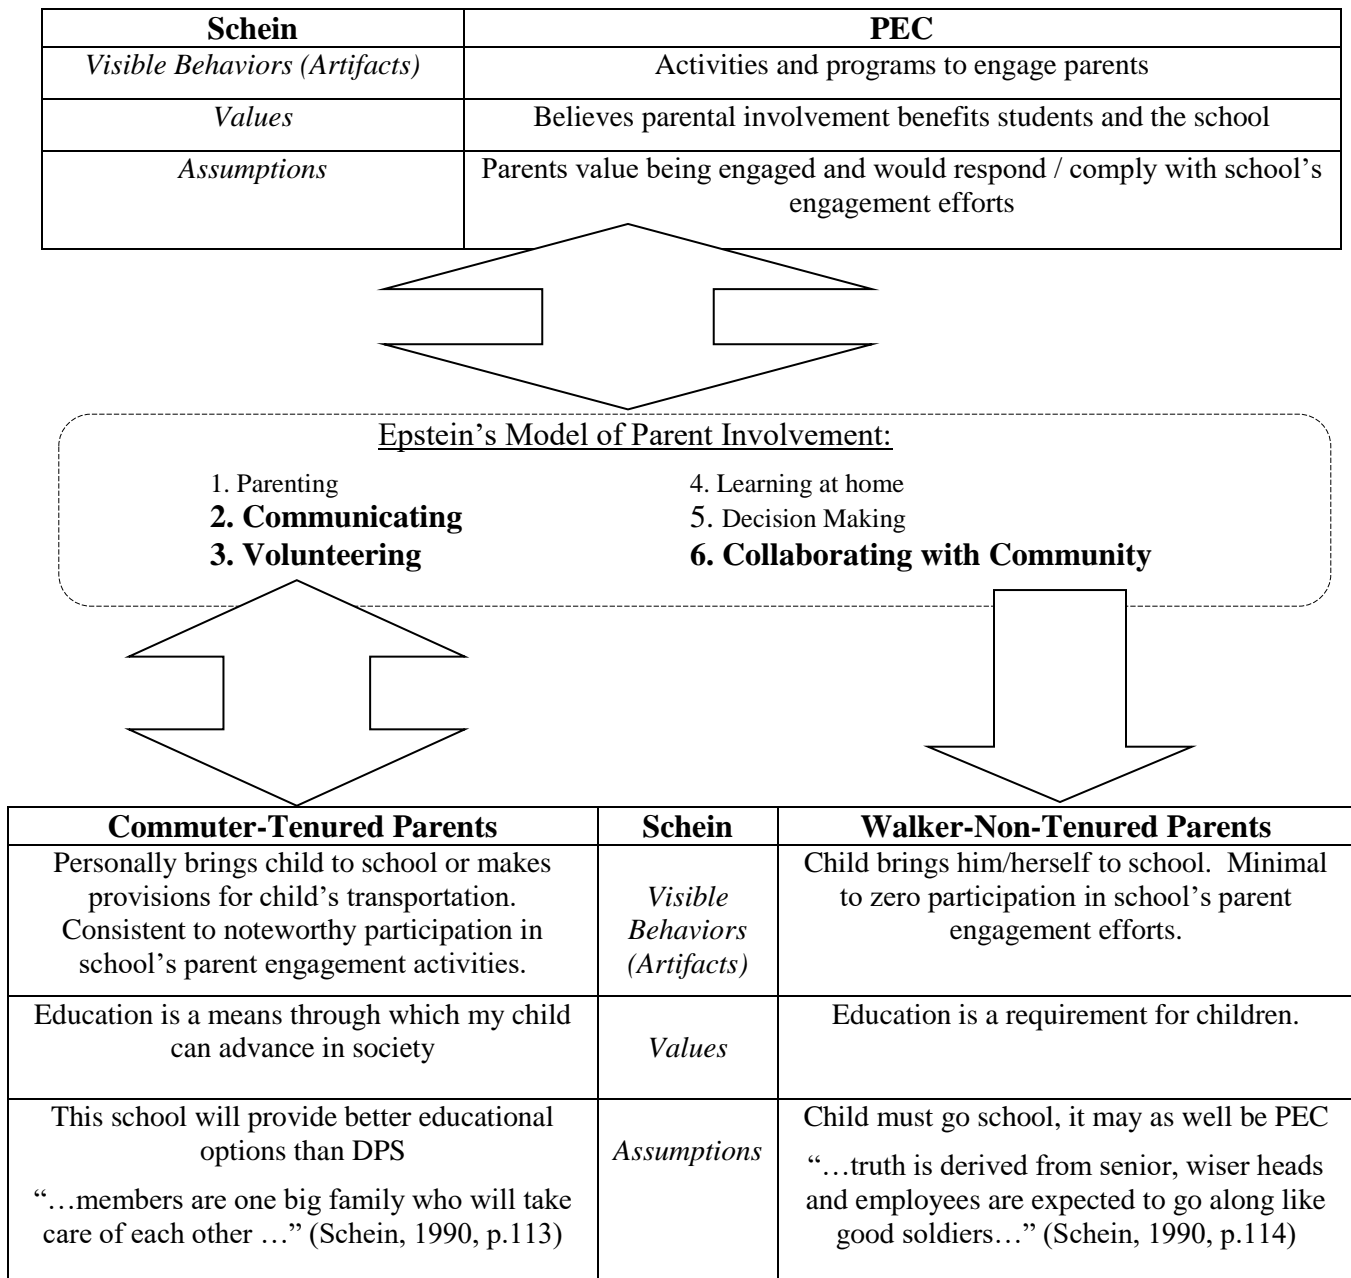 Schein PEC
Visible Behaviors (Artifacts) Activities and programs to engage parents
Values Believes parental involvement benefits students and the school
Assumptions Parents value being engaged and would respond / comply with school’s
engagement efforts
Epstein’s Model of Parent Involvement:
1. Parenting
2. Communicating
3. Volunteering
4. Learning at home
5. Decision Making
6. Collaborating with Community
Commuter-Tenured Parents Schein Walker-Non-Tenured Parents
Personally brings child to school or makes
provisions for child’s transportation.
Consistent to noteworthy participation in
school’s parent engagement activities.
Visible
Behaviors
(Artifacts)
Child brings him/herself to school. Minimal
to zero participation in school’s parent
engagement efforts.
Education is a means through which my child
can advance in society
Values
Education is a requirement for children.
This school will provide better educational
options than DPS
“…members are one big family who will take
care of each other …” (Schein, 1990, p.113)
Assumptions
Child must go school, it may as well be PEC
“…truth is derived from senior, wiser heads
and employees are expected to go along like
good soldiers…” (Schein, 1990, p.114)